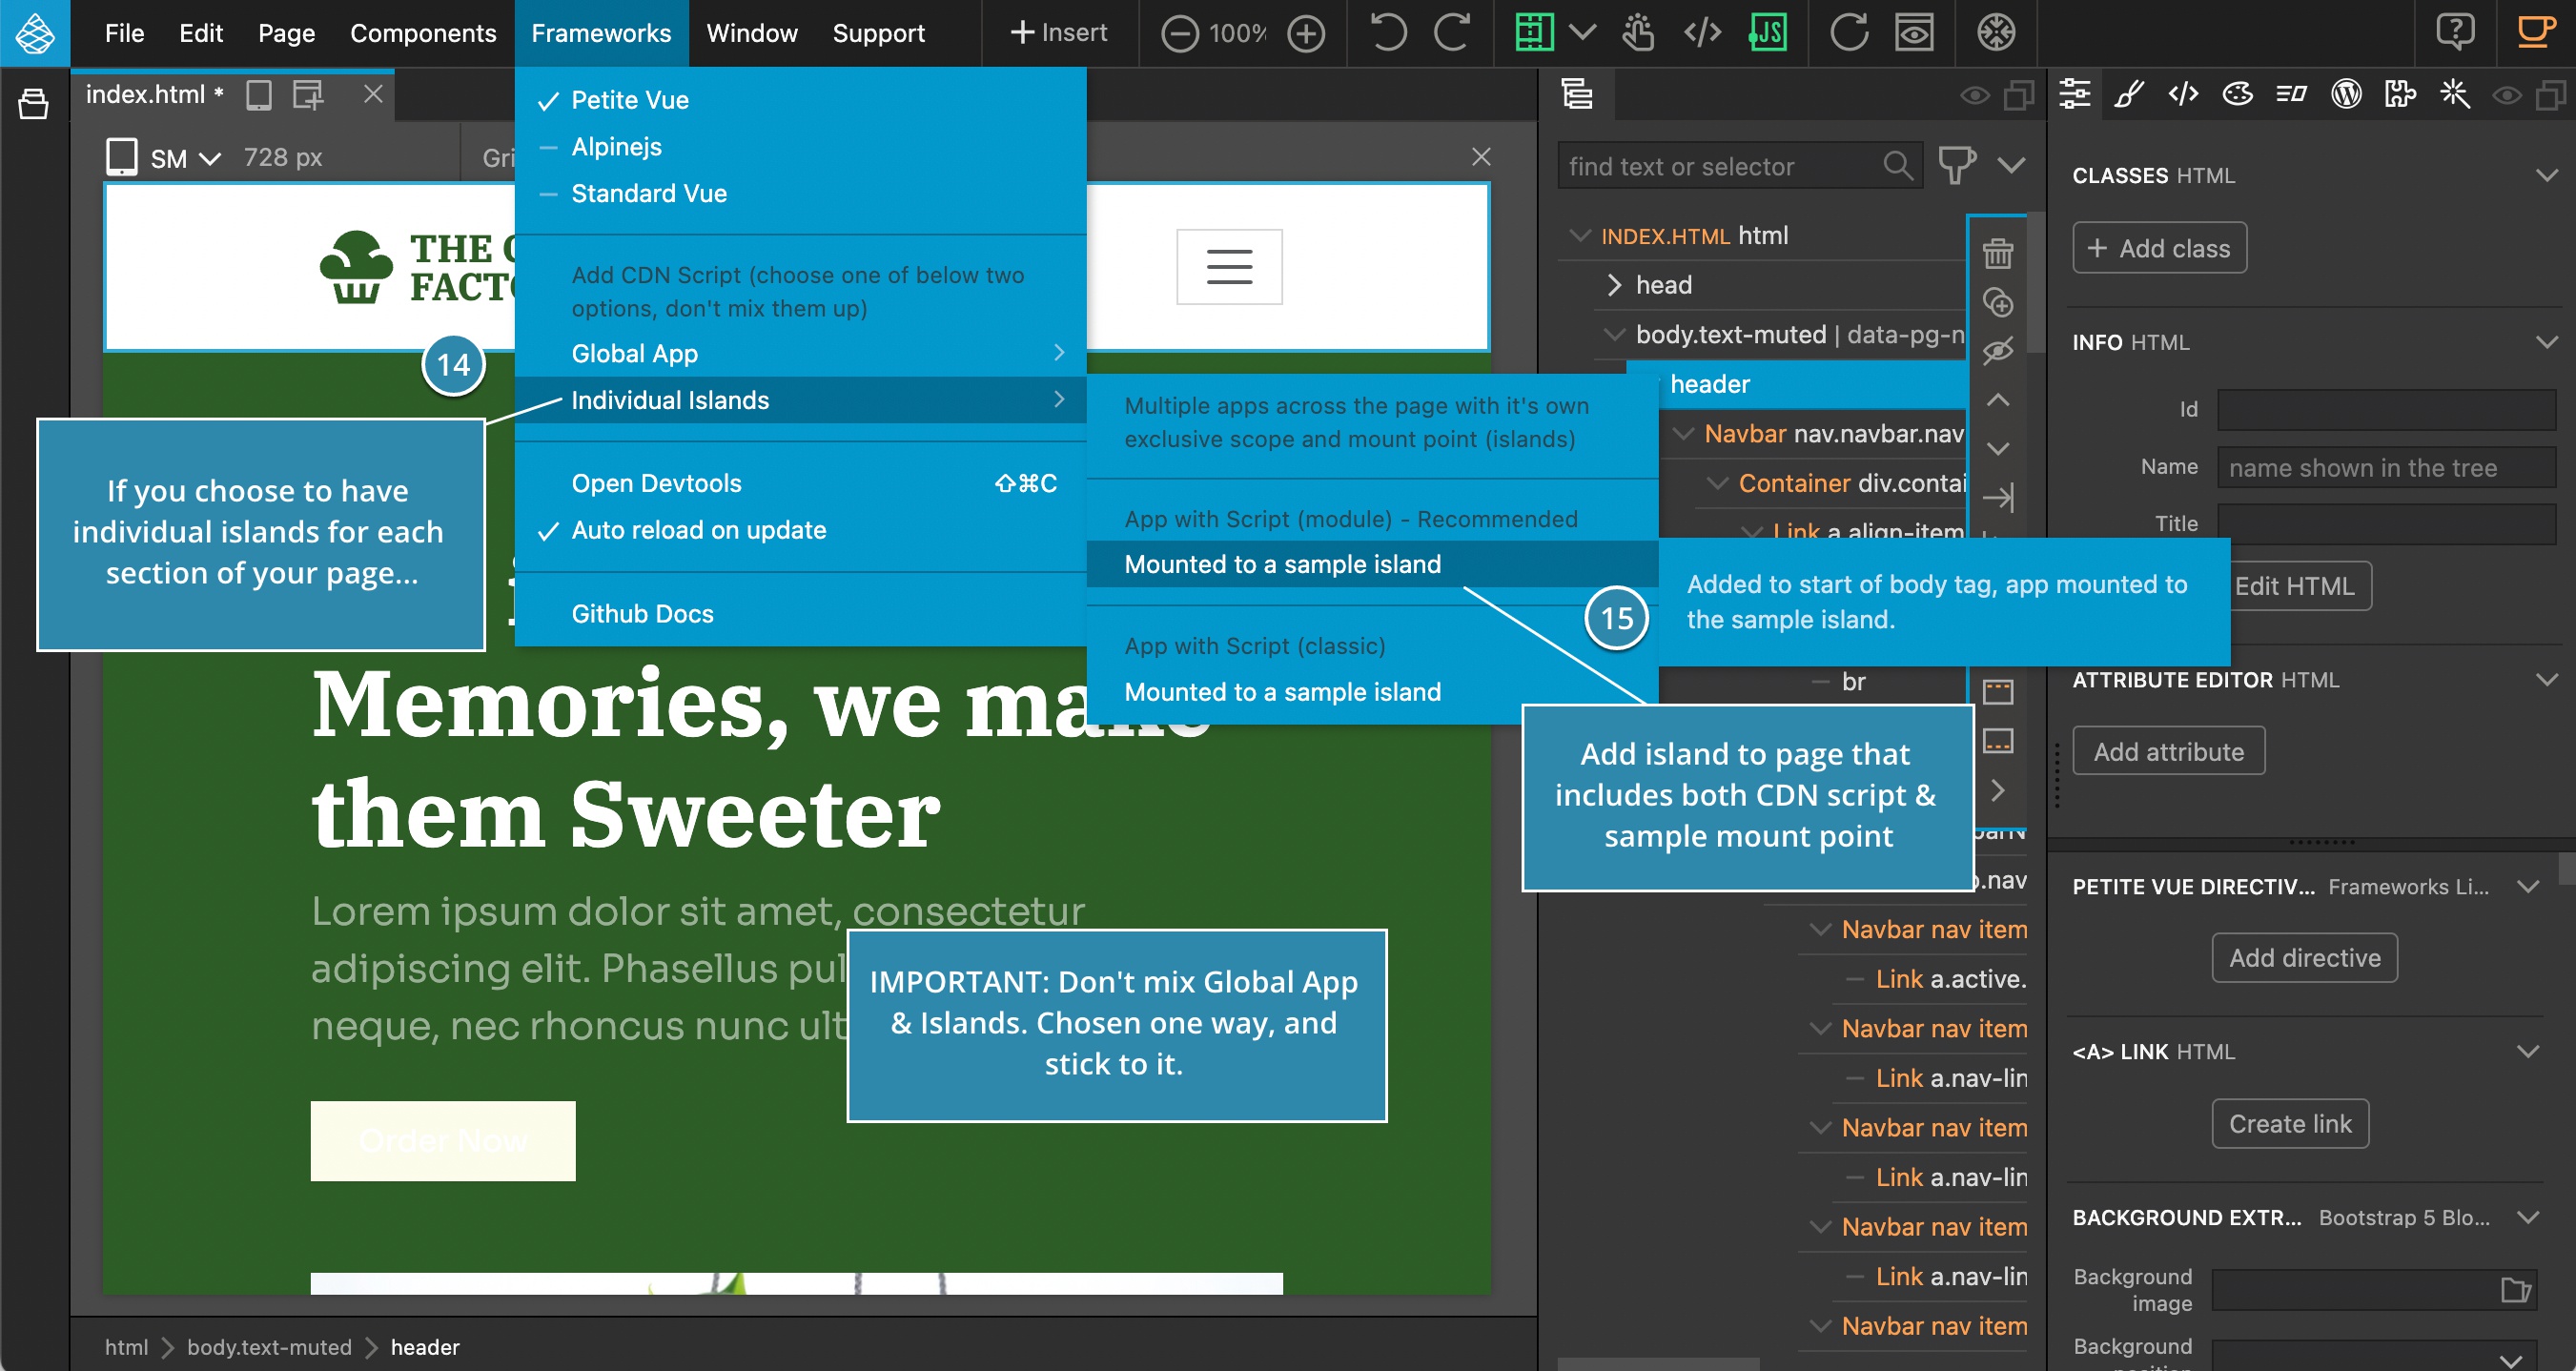 File Edit Page Components Frameworks Window Support + Insert 100% JS
index.html *
SM 728 px
THE
FACT
14
If you choose to have
individual islands for each
section of your page...
Petite Vue
Alpinejs
Standard Vue
Add CDN Script (choose one of below two
options, don't mix them up)
Global App
Individual Islands
Open Devtools ⇧⌘C
Auto reload on update
Github Docs
Multiple apps across the page with it's own
exclusive scope and mount point (islands)
App with Script (module) - Recommended
Mounted to a sample island
App with Script (classic)
Mounted to a sample island
15
Added to start of body tag, app mounted to
the sample island.
Add island to page that
includes both CDN script &
sample mount point
Memories, we make
them Sweeter
Lorem ipsum dolor sit amet, consectetur
adipiscing elit. Phasellus pul
neque, nec rhoncus nunc ult
IMPORTANT: Don't mix Global App
& Islands. Chosen one way, and
stick to it.
Order Now
html > body.text-muted > header
find text or selector
INDEX.HTML html
head
body.text-muted | data-pg-n
header
Navbar nav.navbar.nav
Container div.contai
Link a.align-item
br
.nav
Navbar nav item
Link a.active.
Navbar nav item
Link a.nav-lin
Navbar nav item
Link a.nav-lin
Navbar nav item
Link a.nav-lin
Navbar nav item
CLASSES HTML
+ Add class
INFO HTML
Id
Name name shown in the tree
Title
Edit HTML
ATTRIBUTE EDITOR HTML
Add attribute
PETITE VUE DIRECTIV... Frameworks Li...
Add directive
<A> LINK HTML
Create link
BACKGROUND EXTR... Bootstrap 5 Blo...
Background
image
Background